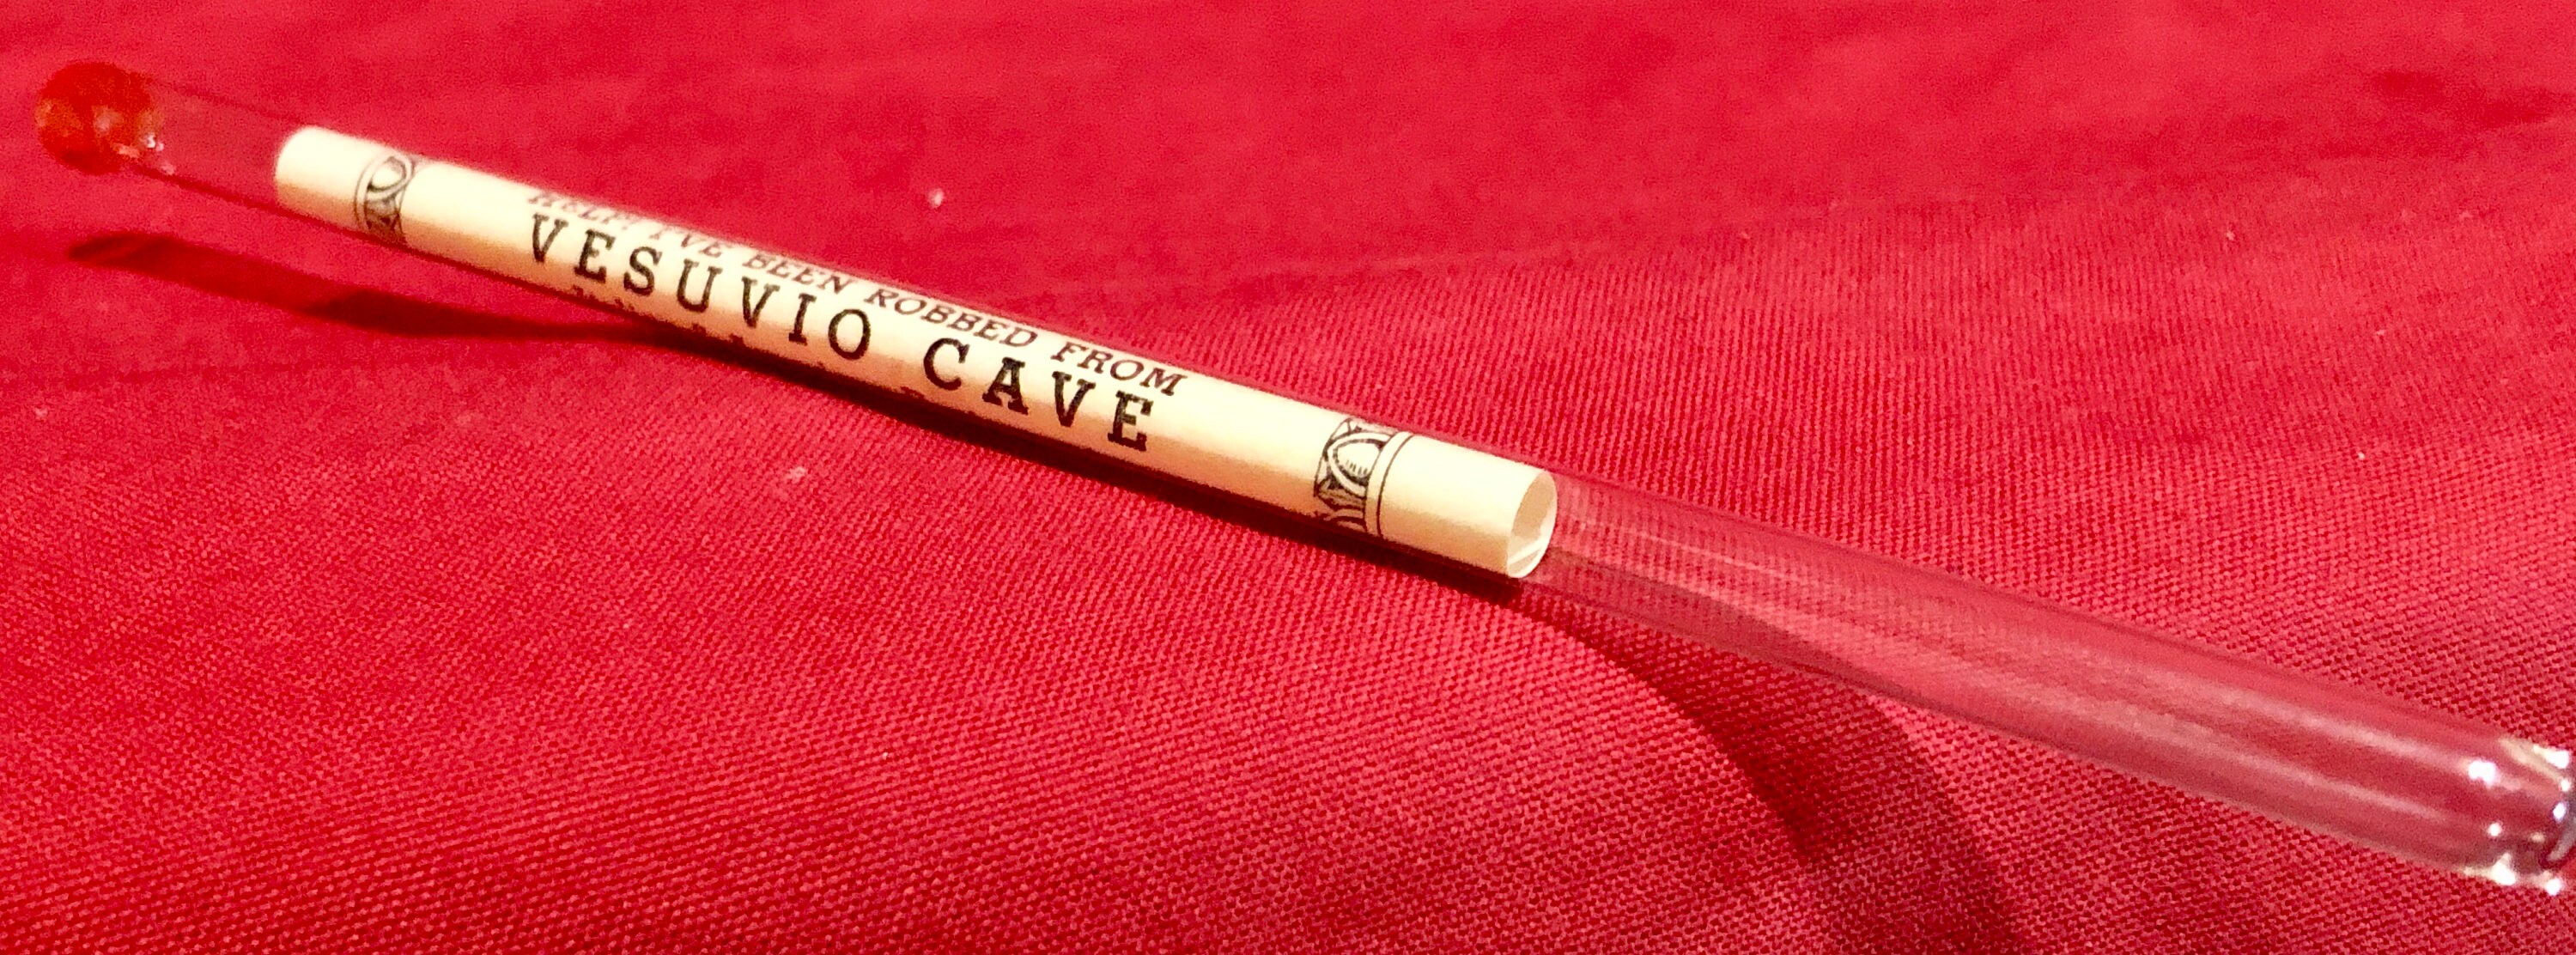 HELP! I'VE BEEN ROBBED FROM
VESUVIO CAVE